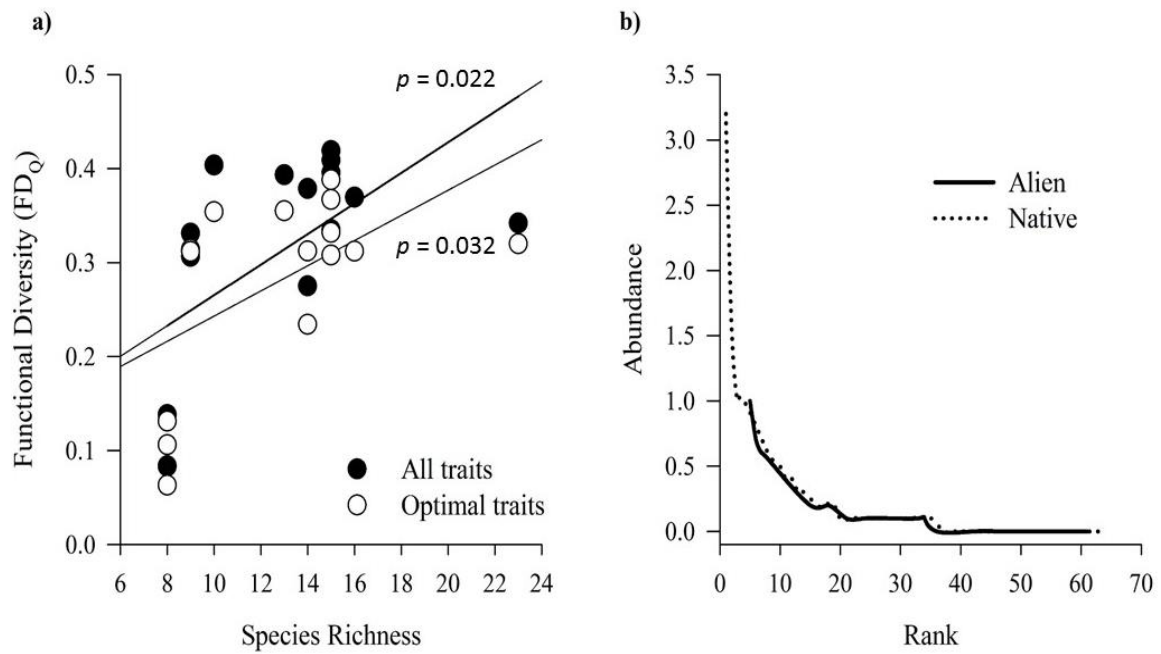 a)
0.5
0.4
0.3
0.2
0.1
0.0
6 8 10 12 14 16 18 20 22 24
Functional Diversity (FD_Q)
Species Richness
p = 0.022
p = 0.032
All traits
Optimal traits
b)
3.5
3.0
2.5
2.0
1.5
1.0
0.5
0.0
0 10 20 30 40 50 60 70
Abundance
Rank
Alien
Native